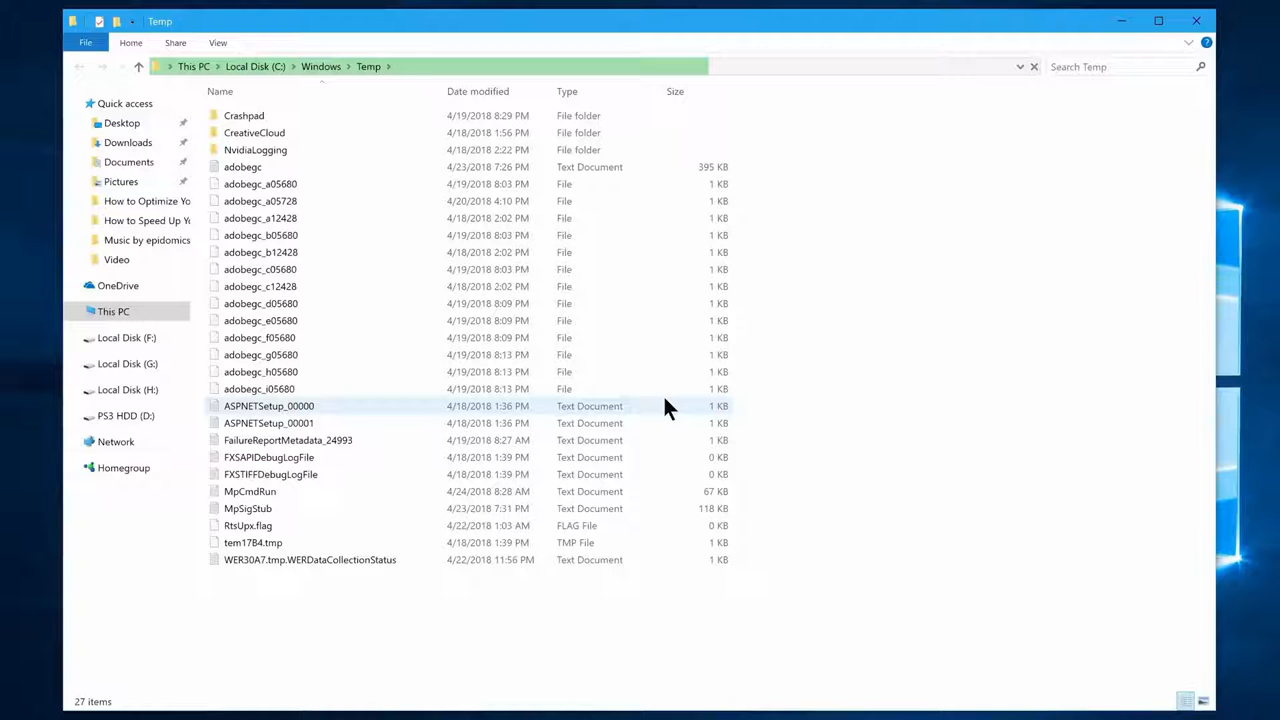 Temp
File Home Share View
This PC Local Disk (C:) Windows Temp Search Temp
Name Date modified Type Size
Quick access
Desktop
Downloads
Documents
Pictures
How to Optimize Yo
How to Speed Up Yo
Music by epidomics
Video
OneDrive
This PC
Local Disk (F:)
Local Disk (G:)
Local Disk (H:)
PS3 HDD (D:)
Network
Homegroup
Crashpad 4/19/2018 8:29 PM File folder
CreativeCloud 4/18/2018 1:56 PM File folder
NvidiaLogging 4/18/2018 2:22 PM File folder
adobegc 4/23/2018 7:26 PM Text Document 395 KB
adobegc_a05680 4/19/2018 8:03 PM File 1 KB
adobegc_a05728 4/20/2018 4:10 PM File 1 KB
adobegc_a12428 4/18/2018 2:02 PM File 1 KB
adobegc_b05680 4/19/2018 8:03 PM File 1 KB
adobegc_b12428 4/18/2018 2:02 PM File 1 KB
adobegc_c05680 4/19/2018 8:03 PM File 1 KB
adobegc_c12428 4/18/2018 2:02 PM File 1 KB
adobegc_d05680 4/19/2018 8:09 PM File 1 KB
adobegc_e05680 4/19/2018 8:09 PM File 1 KB
adobegc_f05680 4/19/2018 8:09 PM File 1 KB
adobegc_g05680 4/19/2018 8:13 PM File 1 KB
adobegc_h05680 4/19/2018 8:13 PM File 1 KB
adobegc_i05680 4/19/2018 8:13 PM File 1 KB
ASPNETSetup_00000 4/18/2018 1:36 PM Text Document 1 KB
ASPNETSetup_00001 4/18/2018 1:36 PM Text Document 1 KB
FailureReportMetadata_24993 4/19/2018 8:27 AM Text Document 1 KB
FXSAPIDebugLogFile 4/18/2018 1:39 PM Text Document 0 KB
FXSTIFFDebugLogFile 4/18/2018 1:39 PM Text Document 0 KB
MpCmdRun 4/24/2018 8:28 AM Text Document 67 KB
MpSigStub 4/23/2018 7:31 PM Text Document 118 KB
RtsUpx.flag 4/22/2018 1:03 AM FLAG File 0 KB
tem17B4.tmp 4/18/2018 1:39 PM TMP File 1 KB
WER30A7.tmp.WERDataCollectionStatus 4/22/2018 11:56 PM Text Document 1 KB
27 items